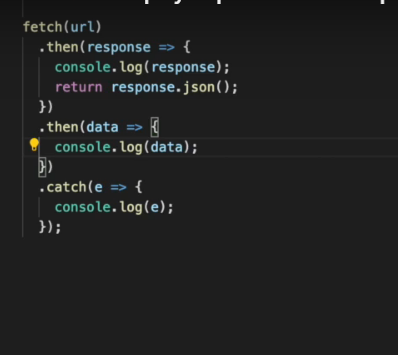 fetch(url)
  .then(response => {
    console.log(response);
    return response.json();
  })
  .then(data => {
    console.log(data);
  })
  .catch(e => {
    console.log(e);
  });